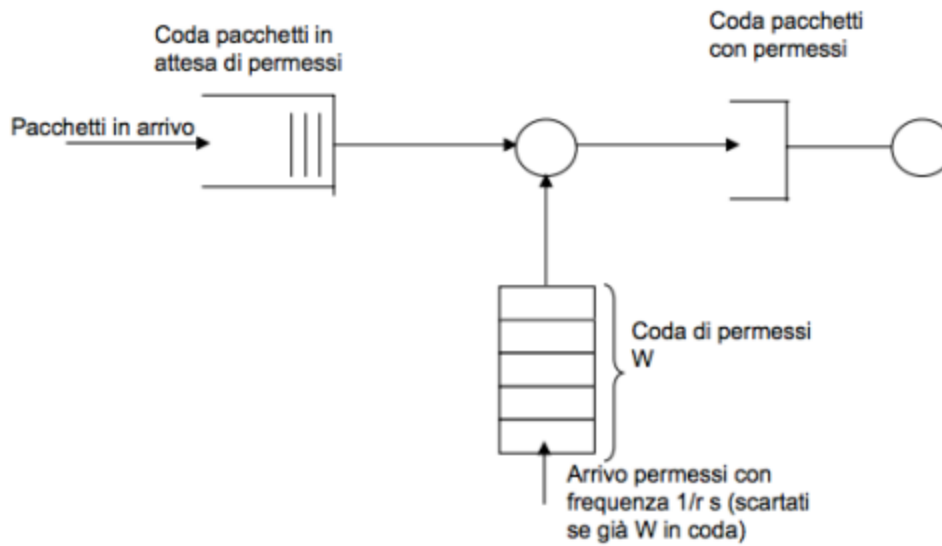 Coda pacchetti in
attesa di permessi
Coda pacchetti
con permessi
Pacchetti in arrivo
Coda di permessi
W
Arrivo permessi con
frequenza 1/r s (scartati
se già W in coda)